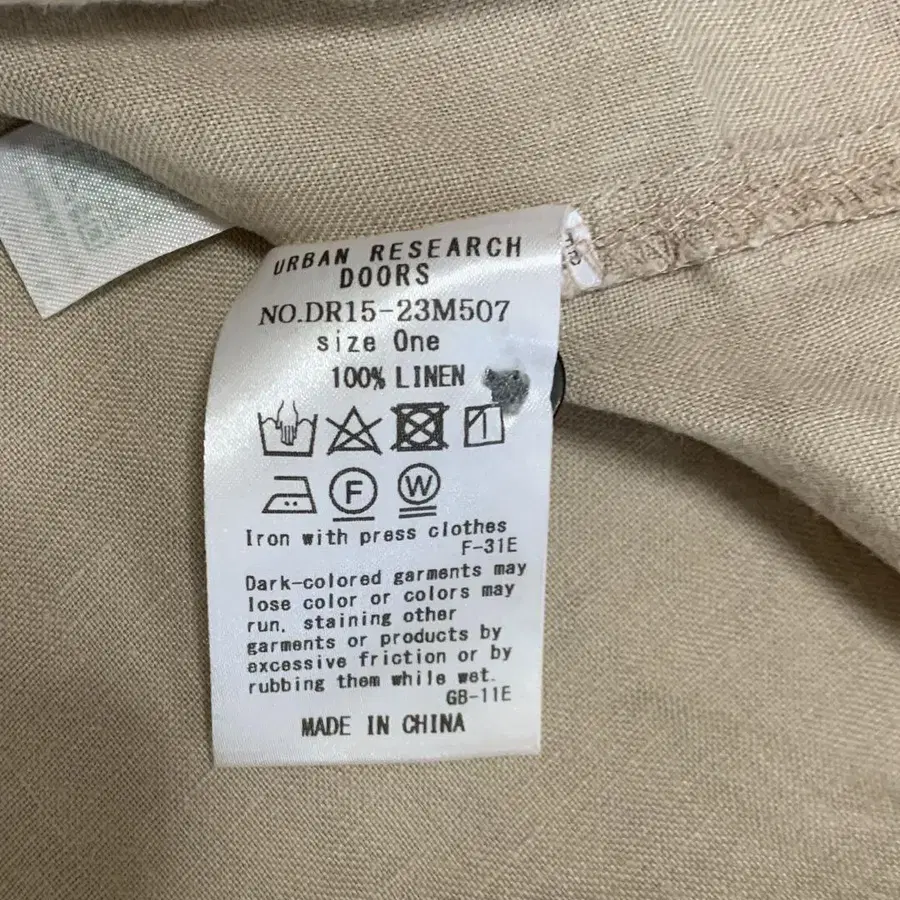 URBAN RESEARCH
DOORS
NO.DR15-23M507
size One
100% LINEN
F
W
Iron with press clothes
F-31E
Dark-colored garments may
lose color or colors may
run, staining other
garments or products by
excessive friction or by
rubbing them while wet.
GB-11E
MADE IN CHINA